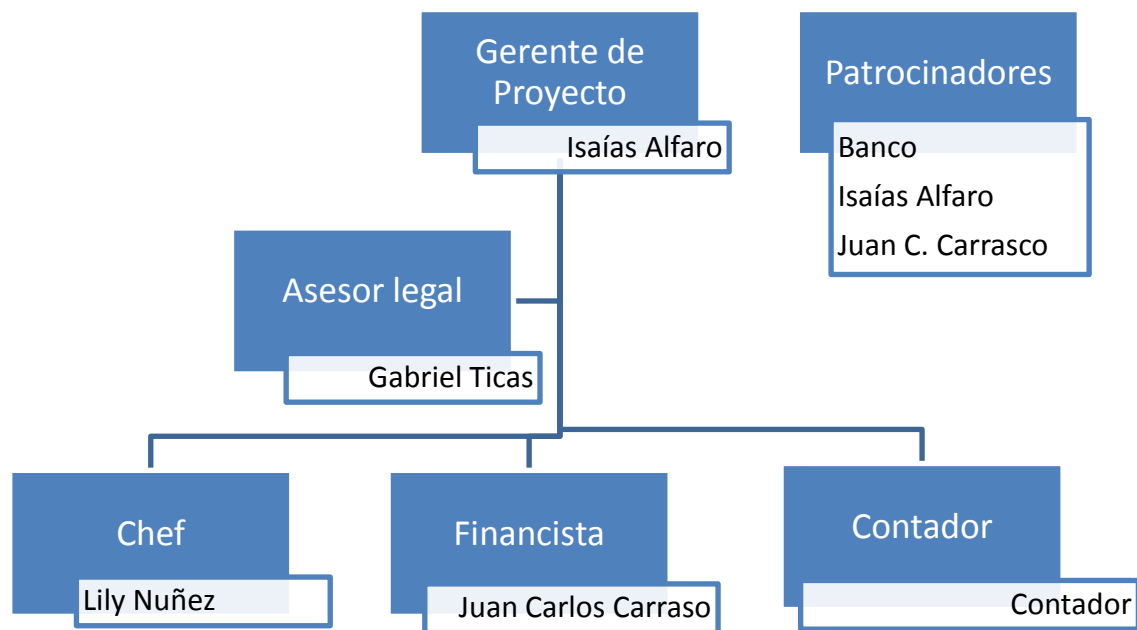 Gerente de
Proyecto
Isaías Alfaro
Patrocinadores
Banco
Isaías Alfaro
Juan C. Carrasco
Asesor legal
Gabriel Ticas
Chef
Lily Nuñez
Financista
Juan Carlos Carraso
Contador
Contador